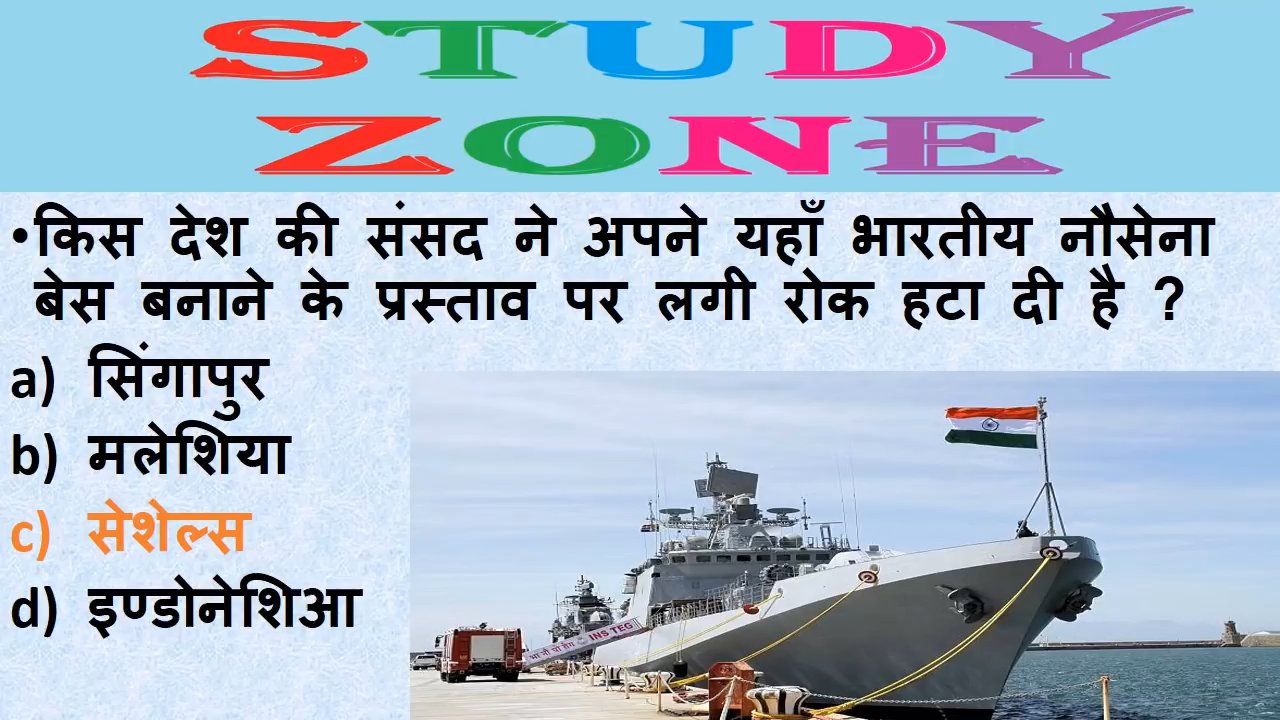 STUDY
ZONE
•किस देश की संसद ने अपने यहाँ भारतीय नौसेना
बेस बनाने के प्रस्ताव पर लगी रोक हटा दी है ?
a) सिंगापुर
b) मलेशिया
c) सेशेल्स
d) इण्डोनेशिआ
INS TEG